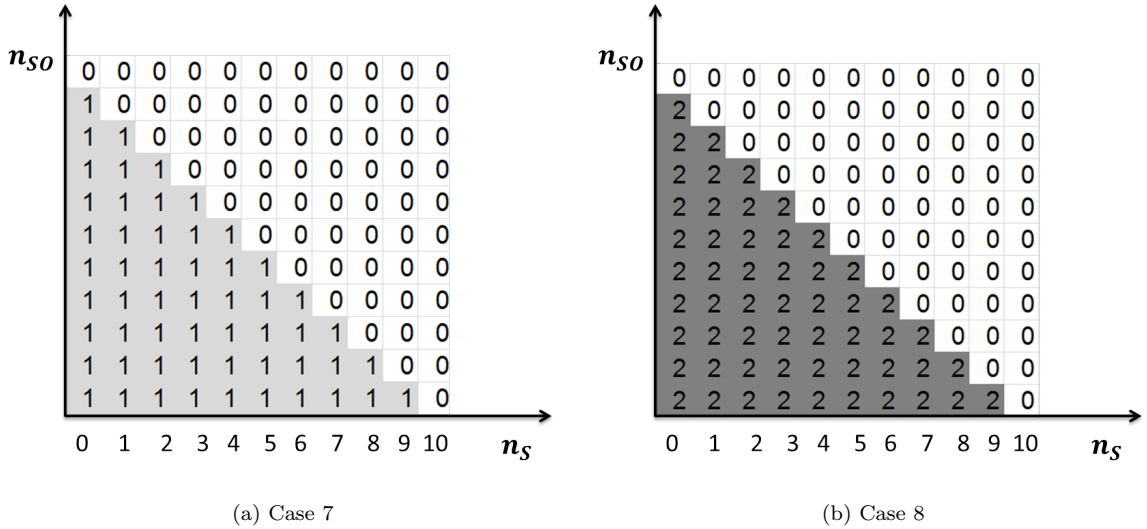 n_SO
0 0 0 0 0 0 0 0 0 0 0
1 0 0 0 0 0 0 0 0 0 0
1 1 0 0 0 0 0 0 0 0 0
1 1 1 0 0 0 0 0 0 0 0
1 1 1 1 0 0 0 0 0 0 0
1 1 1 1 1 0 0 0 0 0 0
1 1 1 1 1 1 0 0 0 0 0
1 1 1 1 1 1 1 0 0 0 0
1 1 1 1 1 1 1 1 0 0 0
1 1 1 1 1 1 1 1 1 0 0
1 1 1 1 1 1 1 1 1 1 0
0 1 2 3 4 5 6 7 8 9 10 n_S
(a) Case 7
n_SO
0 0 0 0 0 0 0 0 0 0 0
2 0 0 0 0 0 0 0 0 0 0
2 2 0 0 0 0 0 0 0 0 0
2 2 2 0 0 0 0 0 0 0 0
2 2 2 2 0 0 0 0 0 0 0
2 2 2 2 2 0 0 0 0 0 0
2 2 2 2 2 2 0 0 0 0 0
2 2 2 2 2 2 2 0 0 0 0
2 2 2 2 2 2 2 2 0 0 0
2 2 2 2 2 2 2 2 2 0 0
2 2 2 2 2 2 2 2 2 2 0
0 1 2 3 4 5 6 7 8 9 10 n_S
(b) Case 8